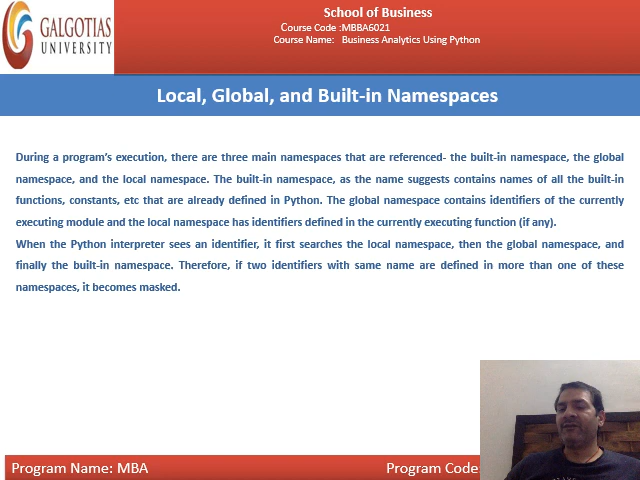 GALGOTIAS
UNIVERSITY
School of Business
Course Code :MBBA6021
Course Name: Business Analytics Using Python
Local, Global, and Built-in Namespaces
During a program’s execution, there are three main namespaces that are referenced- the built-in namespace, the global
namespace, and the local namespace. The built-in namespace, as the name suggests contains names of all the built-in
functions, constants, etc that are already defined in Python. The global namespace contains identifiers of the currently
executing module and the local namespace has identifiers defined in the currently executing function (if any).
When the Python interpreter sees an identifier, it first searches the local namespace, then the global namespace, and
finally the built-in namespace. Therefore, if two identifiers with same name are defined in more than one of these
namespaces, it becomes masked.
Program Name: MBA
Program Code: